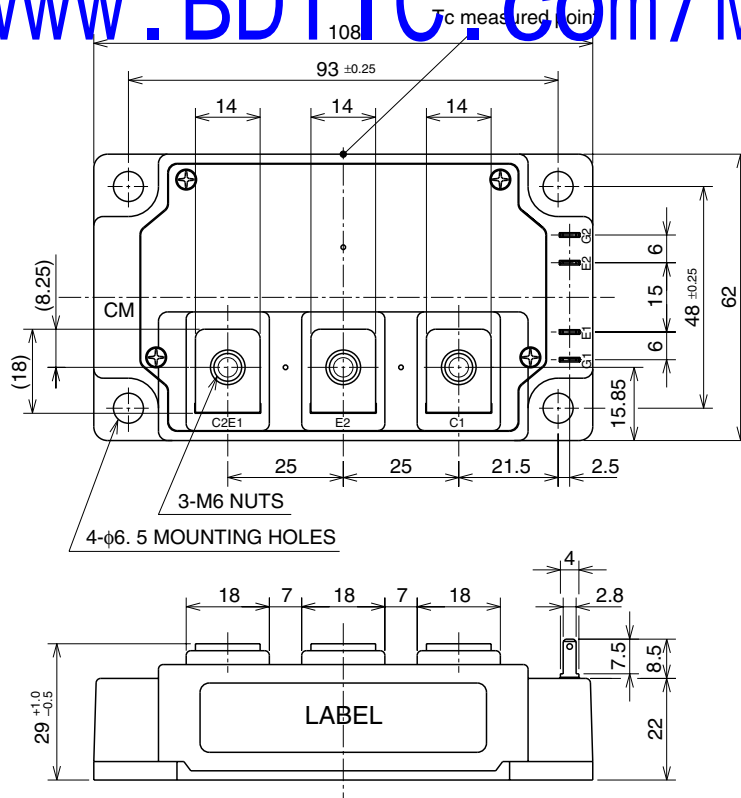 www.BDTIC.com/M
Tc measured point
108
93 ±0.25
14 14 14
G2
E2
6
15
E1
6
G1
48 ±0.25
62
(8.25)
CM
(18)
15.85
C2E1 E2 C1
25 25 21.5 2.5
3-M6 NUTS
4-φ6. 5 MOUNTING HOLES
4
18 7 18 7 18 2.8
7.5
8.5
29 +1.0 −0.5
LABEL
22